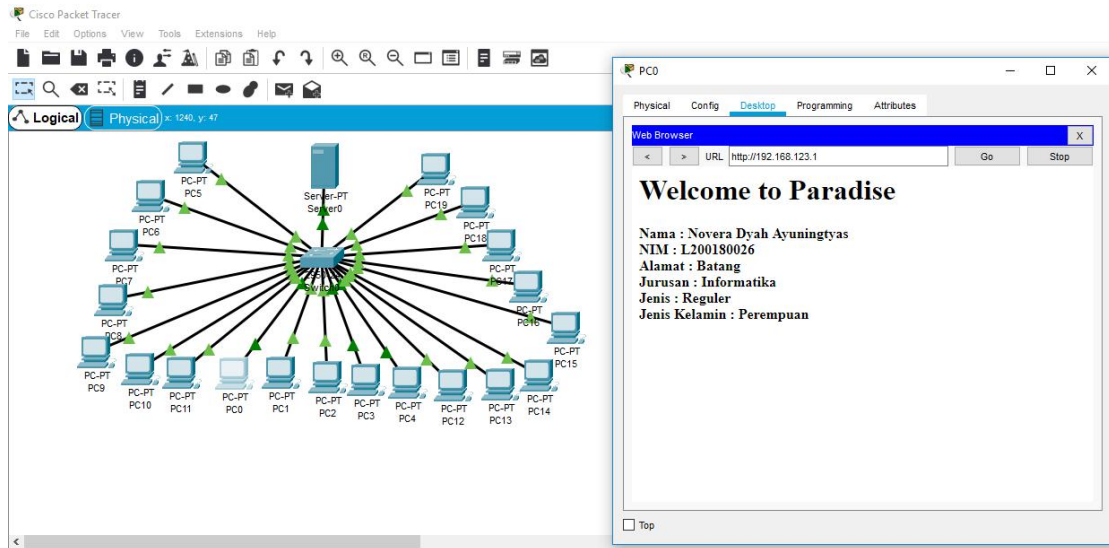 Cisco Packet Tracer
File Edit Options View Tools Extensions Help
Logical Physical x: 1240, y: 47
PC-PT
PC5
PC-PT
PC6
PC-PT
PC7
PC-PT
PC8
PC-PT
PC9
PC-PT
PC10
PC-PT
PC11
PC-PT
PC0
PC-PT
PC1
PC-PT
PC2
PC-PT
PC3
PC-PT
PC4
PC-PT
PC12
PC-PT
PC13
PC-PT
PC14
PC-PT
PC15
PC-PT
PC16
PC-PT
PC17
PC-PT
PC18
PC-PT
PC19
Server-PT
Server0
PC0
Physical Config Desktop Programming Attributes
Web Browser X
< > URL http://192.168.123.1 Go Stop
Welcome to Paradise
Nama : Novera Dyah Ayuningtyas
NIM : L200180026
Alamat : Batang
Jurusan : Informatika
Jenis : Reguler
Jenis Kelamin : Perempuan
Top